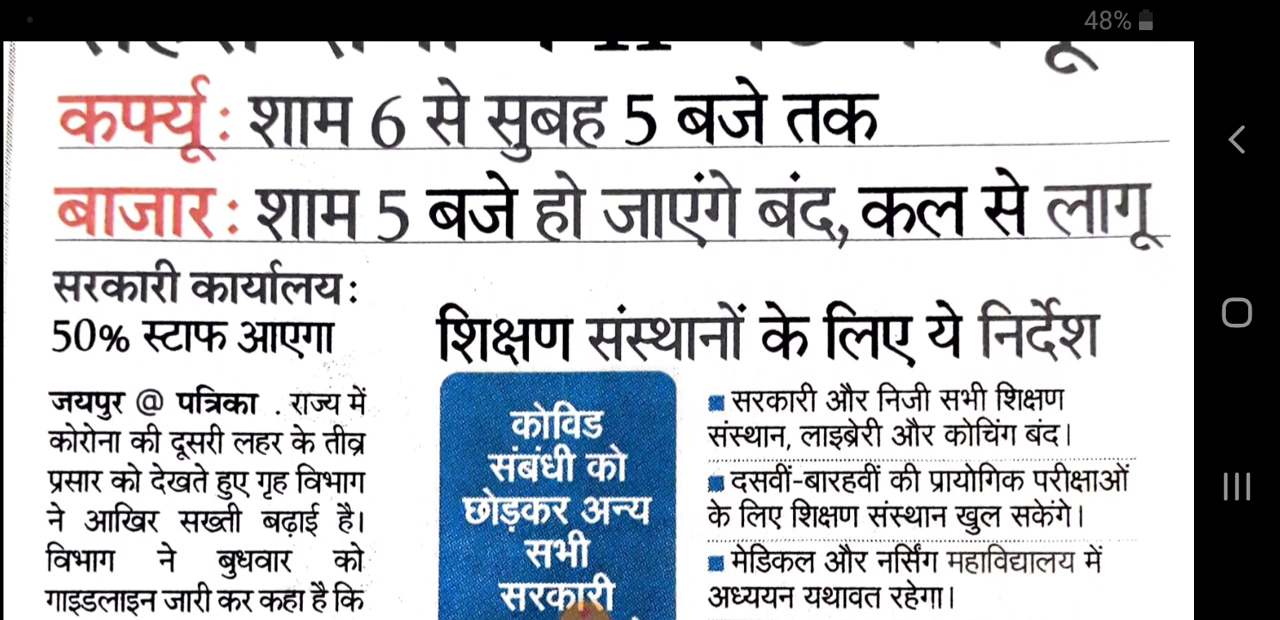 48%
कर्फ्यू: शाम 6 से सुबह 5 बजे तक
बाजार: शाम 5 बजे हो जाएंगे बंद, कल से लागू
सरकारी कार्यालय:
50% स्टाफ आएगा
जयपुर @ पत्रिका . राज्य में
कोरोना की दूसरी लहर के तीव्र
प्रसार को देखते हुए गृह विभाग
ने आखिर सख्ती बढ़ाई है।
विभाग ने बुधवार को
गाइडलाइन जारी कर कहा है कि
शिक्षण संस्थानों के लिए ये निर्देश
कोविड
संबंधी को
छोड़कर अन्य
सभी
सरकारी
सरकारी और निजी सभी शिक्षण
संस्थान, लाइब्रेरी और कोचिंग बंद।
दसवीं-बारहवीं की प्रायोगिक परीक्षाओं
के लिए शिक्षण संस्थान खुल सकेंगे।
मेडिकल और नर्सिंग महाविद्यालय में
अध्ययन यथावत रहेगा।